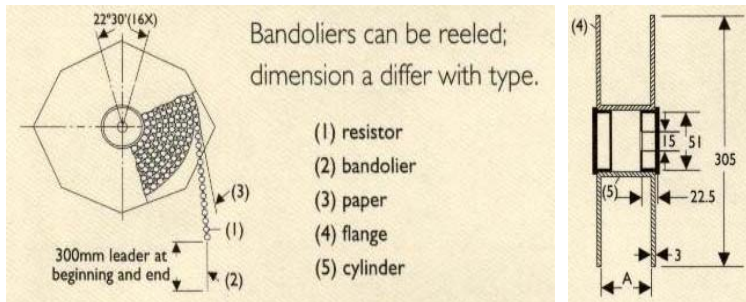 22°30'(16X)
Bandoliers can be reeled;
dimension a differ with type.
(1) resistor
(2) bandolier
(3) paper
(4) flange
(5) cylinder
(3)
(1)
300mm leader at
beginning and end
(2)
(4)
15
51
305
(5)
22.5
3
A